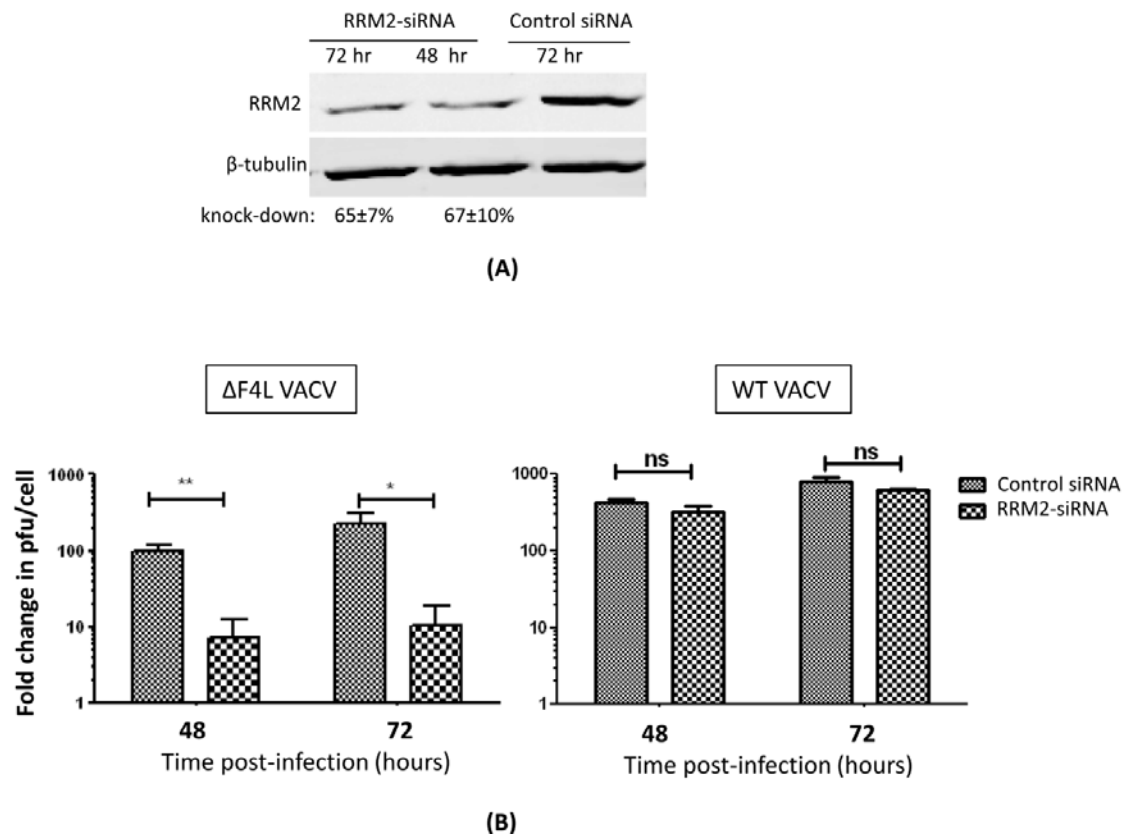 RRM2-siRNA Control siRNA
72 hr 48 hr 72 hr
RRM2
β-tubulin
knock-down: 65±7% 67±10%
(A)
ΔF4L VACV WT VACV
Fold change in pfu/cell
1000
100
10
1
**
*
48 72
Time post-infection (hours)
1000
100
10
1
ns
ns
48 72
Time post-infection (hours)
Control siRNA
RRM2-siRNA
(B)